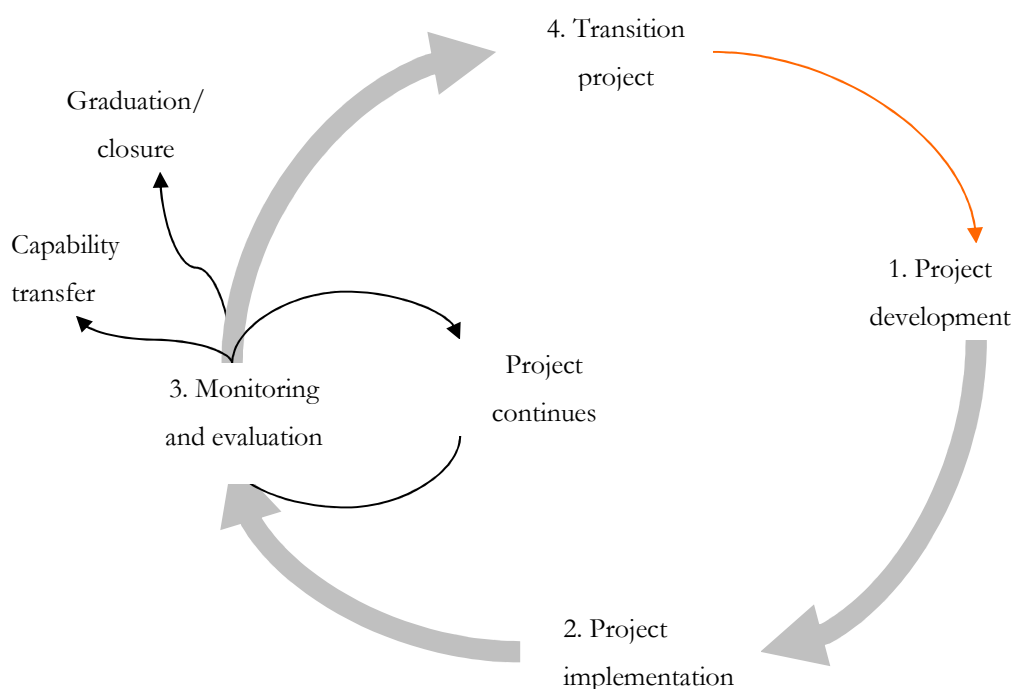 4. Transition
project
Graduation/
closure
Capability
transfer
1. Project
development
Project
continues
3. Monitoring
and evaluation
2. Project
implementation